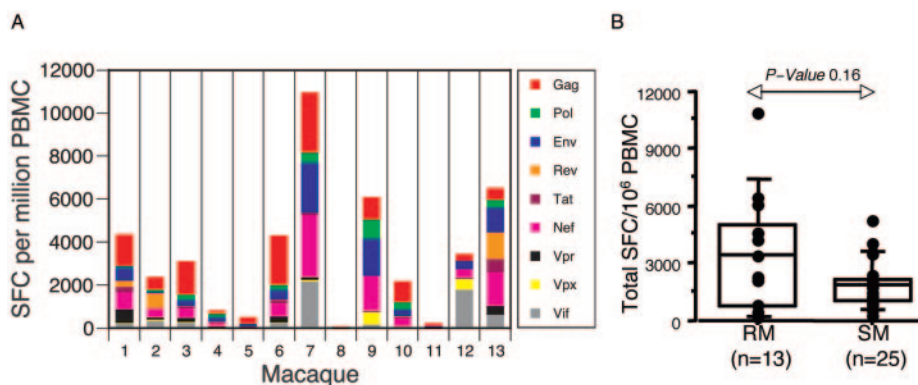 A
SFC per million PBMC
12000
10000
8000
6000
4000
2000
0
1 2 3 4 5 6 7 8 9 10 11 12 13
Macaque
Gag
Pol
Env
Rev
Tat
Nef
Vpr
Vpx
Vif
B
P-Value 0.16
Total SFC/10⁶ PBMC
12000
9000
6000
3000
0
RM SM
(n=13) (n=25)